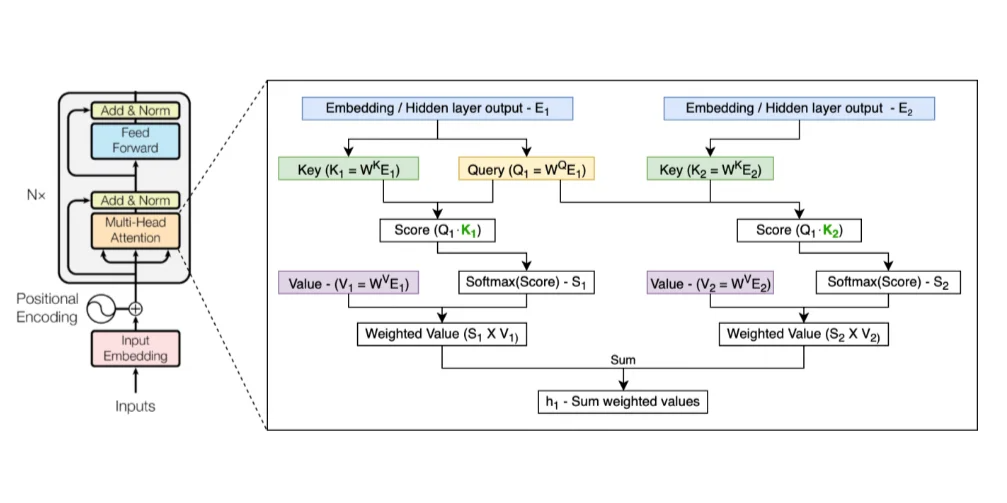 Add & Norm
Feed
Forward
Nx
Add & Norm
Multi-Head
Attention
Positional
Encoding
Input
Embedding
Inputs
Embedding / Hidden layer output - E₁
Embedding / Hidden layer output - E₂
Key (K₁ = WᴷE₁)
Query (Q₁ = W^QE₁)
Key (K₂ = WᴷE₂)
Score (Q₁·K₁)
Score (Q₁·K₂)
Value - (V₁ = WⱽE₁)
Softmax(Score) - S₁
Value - (V₂ = WⱽE₂)
Softmax(Score) - S₂
Weighted Value (S₁ X V₁)
Weighted Value (S₂ X V₂)
Sum
h₁ - Sum weighted values